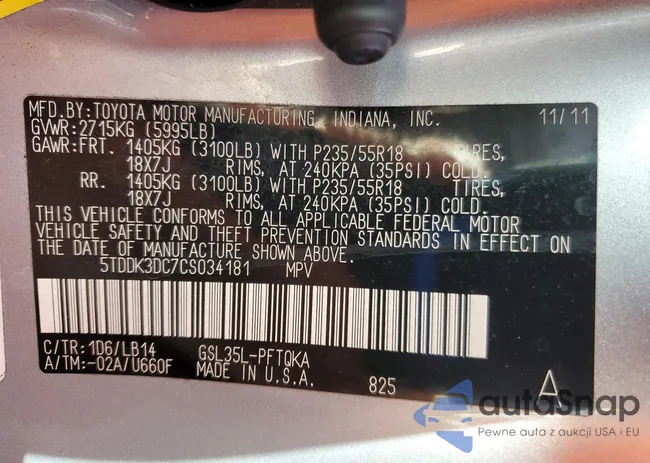 MFD.BY:TOYOTA MOTOR MANUFACTURING, INDIANA, INC. 11/11
GVWR:2715KG (5995LB)
GAWR:FRT. 1405KG (3100LB) WITH P235/55R18 TIRES,
18X7J RIMS, AT 240KPA (35PSI) COLD.
RR. 1405KG (3100LB) WITH P235/55R18 TIRES,
18X7J RIMS, AT 240KPA (35PSI) COLD.
THIS VEHICLE CONFORMS TO ALL APPLICABLE FEDERAL MOTOR
VEHICLE SAFETY AND THEFT PREVENTION STANDARDS IN EFFECT ON
THE DATE OF MANUFACTURE SHOWN ABOVE.
5TDDK3DC7CS034181 MPV
C/TR:1D6/LB14 GSL35L-PFTQKA
A/TM:-02A/U660F MADE IN U.S.A. 825 A
autaSnap
Pewne auta z aukcji USA i EU